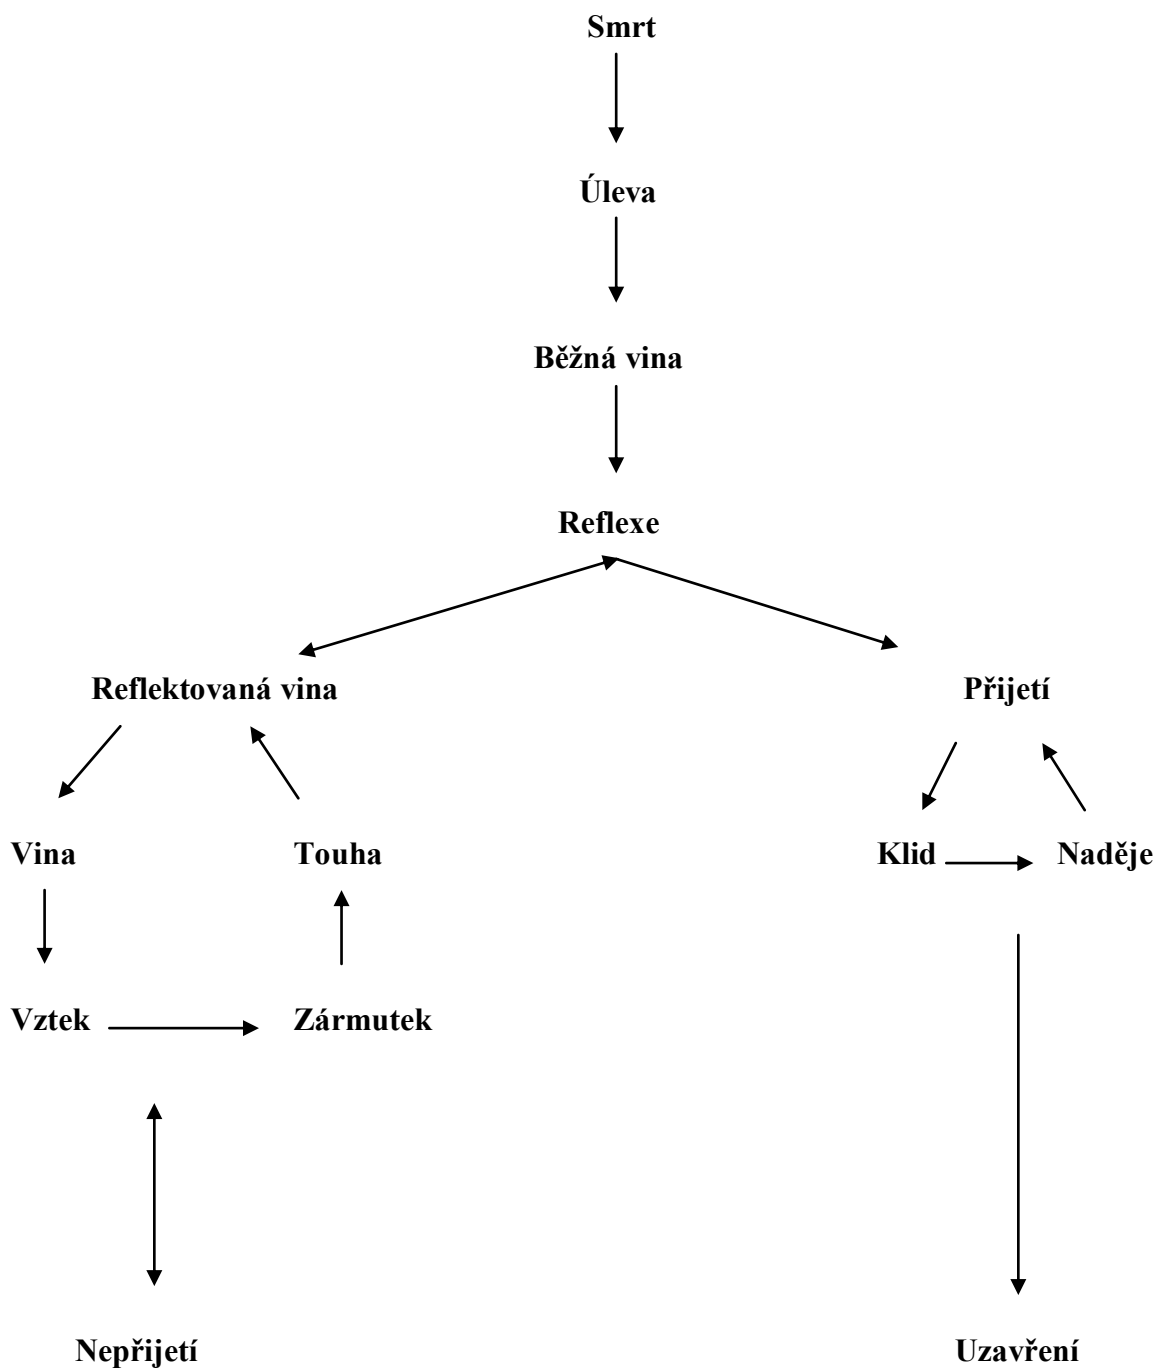 Smrt
Úleva
Běžná vina
Reflexe
Reflektovaná vina Přijetí
Vina Touha Klid Naděje
Vztek Zármutek
Nepřijetí Uzavření